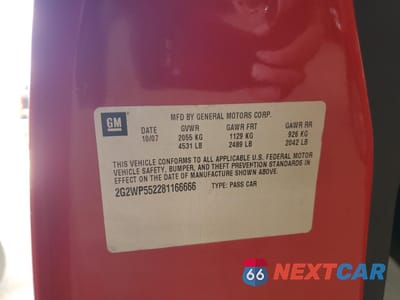 GM
MFD BY GENERAL MOTORS CORP.
DATE GVWR GAWR FRT GAWR RR
10/07 2055 KG 1129 KG 926 KG
4531 LB 2489 LB 2042 LB
THIS VEHICLE CONFORMS TO ALL APPLICABLE U.S. FEDERAL MOTOR
VEHICLE SAFETY, BUMPER, AND THEFT PREVENTION STANDARDS IN
EFFECT ON THE DATE OF MANUFACTURE SHOWN ABOVE.
2G2WP552281166666 TYPE: PASS CAR
66 NEXTCAR